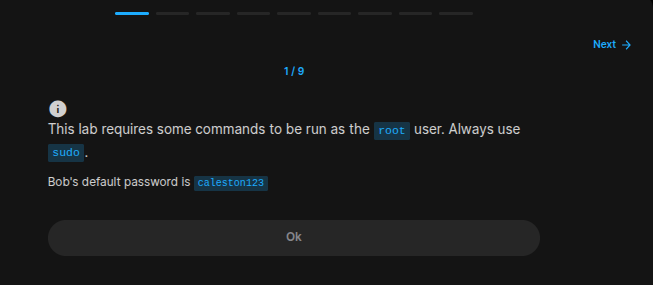 Next →
1 / 9
This lab requires some commands to be run as the root user. Always use
sudo.
Bob's default password is caleston123
Ok